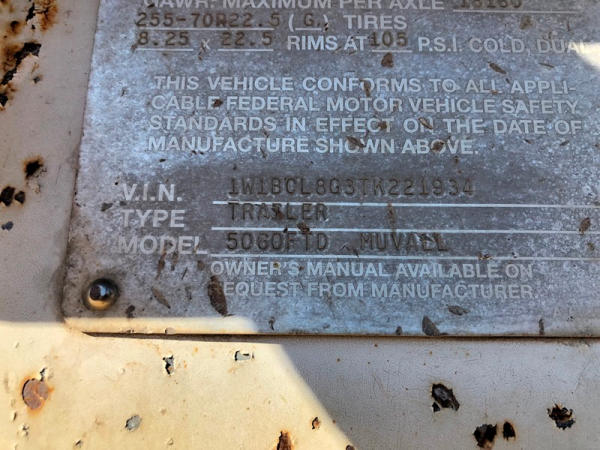 GAWR: MAXIMUM PER AXLE
255-70R22.5 (G) TIRES
8.25 x 22.5 RIMS AT 105 P.S.I. COLD, DUAL
THIS VEHICLE CONFORMS TO ALL APPLI-
CABLE FEDERAL MOTOR VEHICLE SAFETY
STANDARDS IN EFFECT ON THE DATE OF
MANUFACTURE SHOWN ABOVE.
V.I.N. 1W1BCL8G3TK221934
TYPE TRAILER
MODEL 5060FTD MUVALL
OWNER'S MANUAL AVAILABLE ON
REQUEST FROM MANUFACTURER